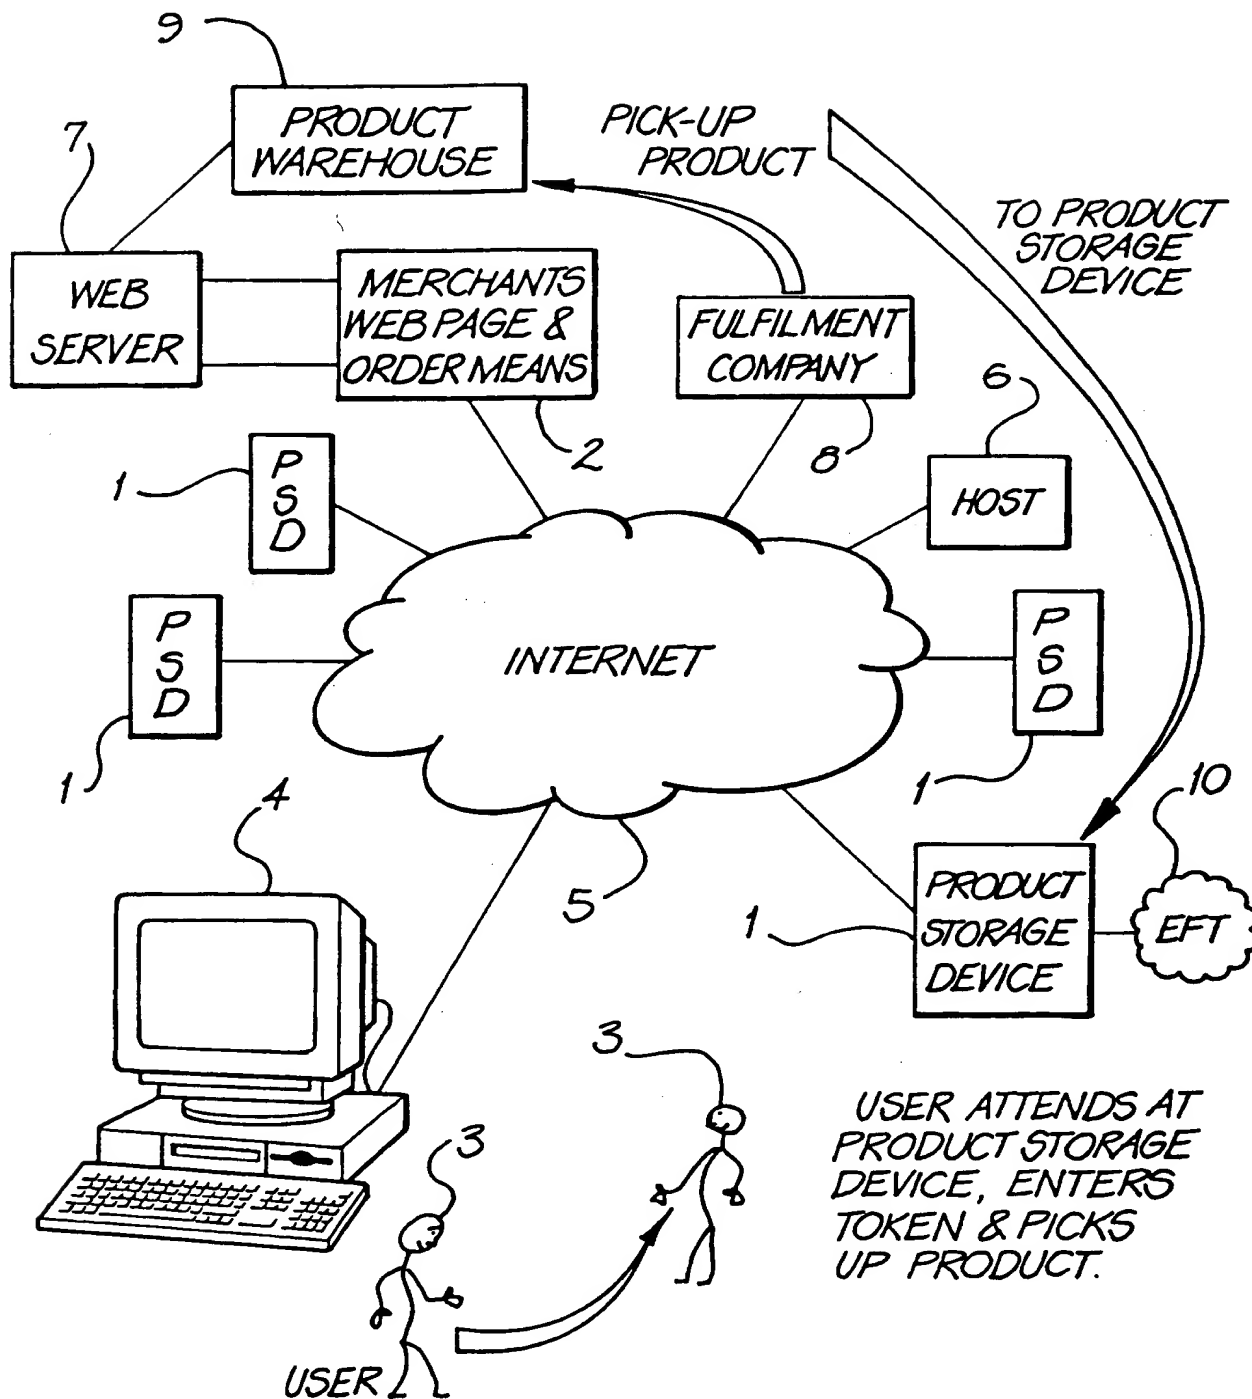 9
PRODUCT
WAREHOUSE
PICK-UP
PRODUCT
7
TO PRODUCT
STORAGE
DEVICE
WEB
SERVER
MERCHANTS
WEB PAGE &
ORDER MEANS
FULFILMENT
COMPANY
6
2
8
1
P
S
D
HOST
P
S
D
1
INTERNET
P
S
D
1
4
5
10
1
PRODUCT
STORAGE
DEVICE
EFT
3
3
USER ATTENDS AT
PRODUCT STORAGE
DEVICE, ENTERS
TOKEN & PICKS
UP PRODUCT.
USER